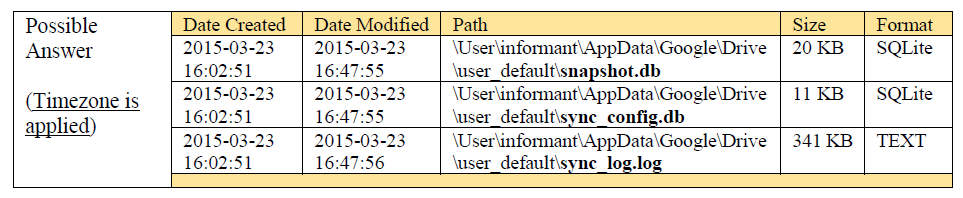 Possible Answer (Timezone is applied)
Date Created Date Modified Path Size Format
2015-03-23 16:02:51 2015-03-23 16:47:55 \User\informant\AppData\Google\Drive\user_default\snapshot.db 20 KB SQLite
2015-03-23 16:02:51 2015-03-23 16:47:55 \User\informant\AppData\Google\Drive\user_default\sync_config.db 11 KB SQLite
2015-03-23 16:02:51 2015-03-23 16:47:56 \User\informant\AppData\Google\Drive\user_default\sync_log.log 341 KB TEXT